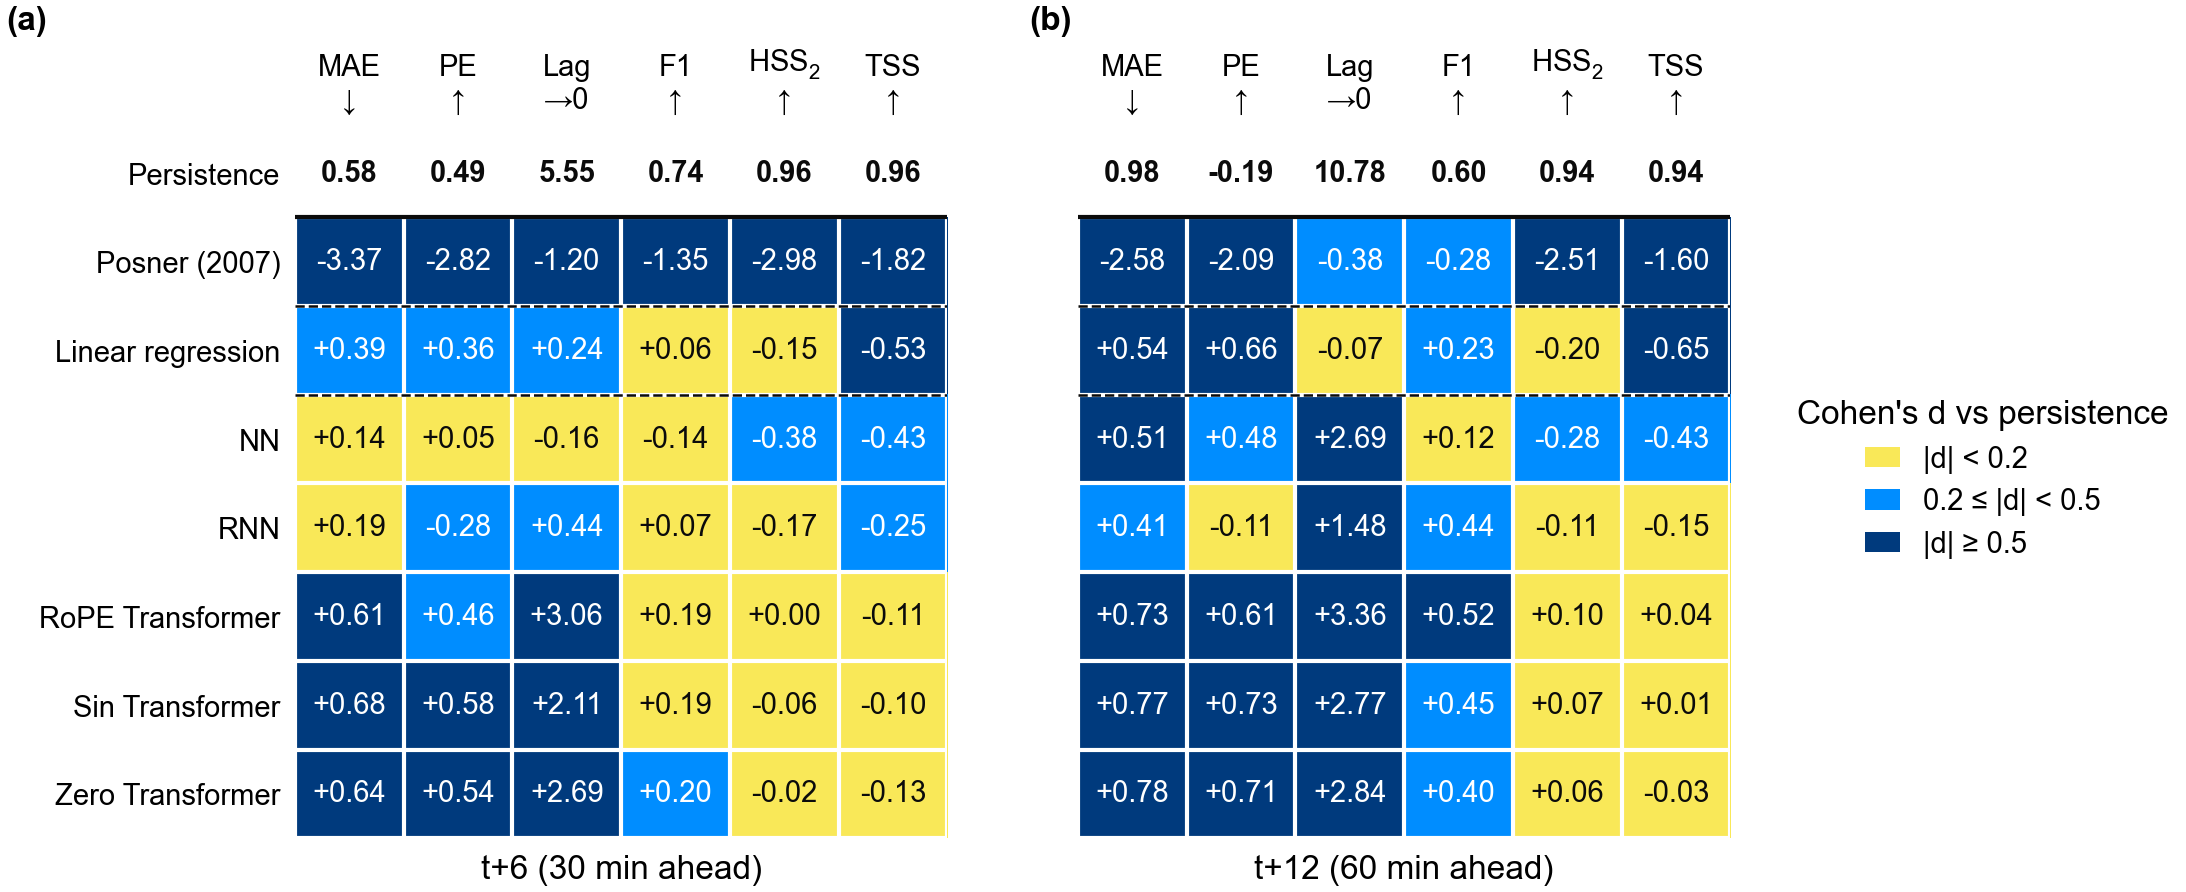 (a)
MAE PE Lag F1 HSS₂ TSS
↓ ↑ →0 ↑ ↑ ↑
Persistence 0.58 0.49 5.55 0.74 0.96 0.96
Posner (2007) -3.37 -2.82 -1.20 -1.35 -2.98 -1.82
Linear regression +0.39 +0.36 +0.24 +0.06 -0.15 -0.53
NN +0.14 +0.05 -0.16 -0.14 -0.38 -0.43
RNN +0.19 -0.28 +0.44 +0.07 -0.17 -0.25
RoPE Transformer +0.61 +0.46 +3.06 +0.19 +0.00 -0.11
Sin Transformer +0.68 +0.58 +2.11 +0.19 -0.06 -0.10
Zero Transformer +0.64 +0.54 +2.69 +0.20 -0.02 -0.13
t+6 (30 min ahead)
(b)
MAE PE Lag F1 HSS₂ TSS
↓ ↑ →0 ↑ ↑ ↑
0.98 -0.19 10.78 0.60 0.94 0.94
-2.58 -2.09 -0.38 -0.28 -2.51 -1.60
+0.54 +0.66 -0.07 +0.23 -0.20 -0.65
+0.51 +0.48 +2.69 +0.12 -0.28 -0.43
+0.41 -0.11 +1.48 +0.44 -0.11 -0.15
+0.73 +0.61 +3.36 +0.52 +0.10 +0.04
+0.77 +0.73 +2.77 +0.45 +0.07 +0.01
+0.78 +0.71 +2.84 +0.40 +0.06 -0.03
t+12 (60 min ahead)
Cohen's d vs persistence
|d| < 0.2
0.2 ≤ |d| < 0.5
|d| ≥ 0.5